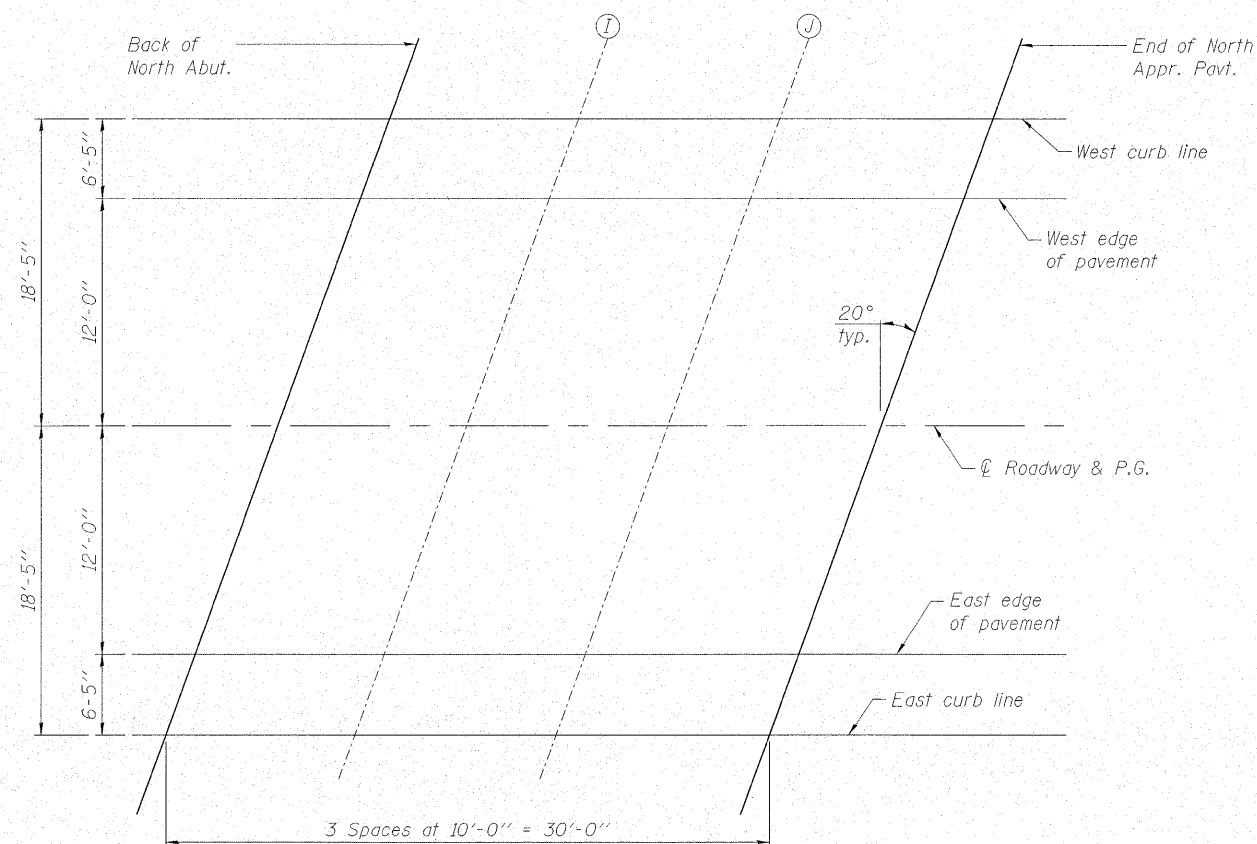 I
J
Back of
North Abut.
End of North
Appr. Pavt.
West curb line
6'-5"
18'-5"
West edge
of pavement
12'-0"
20°
typ.
℄ Roadway & P.G.
12'-0"
18'-5"
East edge
of pavement
6-5"
East curb line
3 Spaces at 10'-0" = 30'-0"